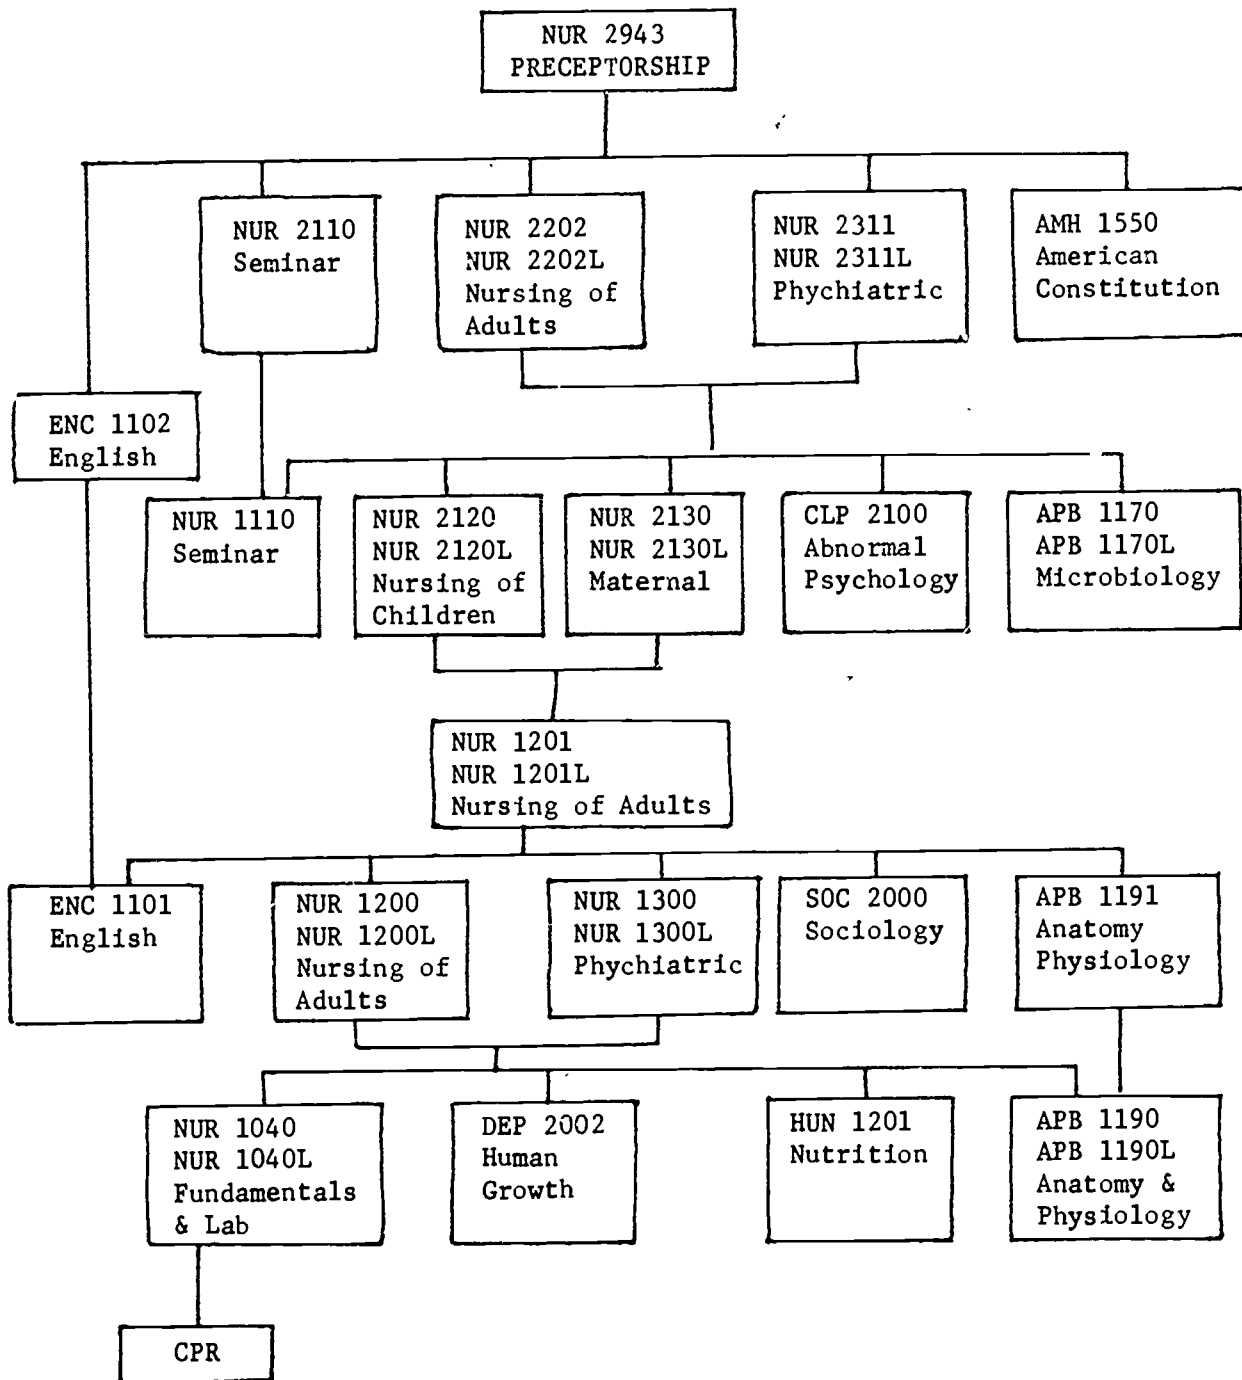 NUR 2943
PRECEPTORSHIP
NUR 2110
Seminar
NUR 2202
NUR 2202L
Nursing of
Adults
NUR 2311
NUR 2311L
Phychiatric
AMH 1550
American
Constitution
ENC 1102
English
NUR 1110
Seminar
NUR 2120
NUR 2120L
Nursing of
Children
NUR 2130
NUR 2130L
Maternal
CLP 2100
Abnormal
Psychology
APB 1170
APB 1170L
Microbiology
NUR 1201
NUR 1201L
Nursing of Adults
ENC 1101
English
NUR 1200
NUR 1200L
Nursing of
Adults
NUR 1300
NUR 1300L
Phychiatric
SOC 2000
Sociology
APB 1191
Anatomy
Physiology
NUR 1040
NUR 1040L
Fundamentals
& Lab
DEP 2002
Human
Growth
HUN 1201
Nutrition
APB 1190
APB 1190L
Anatomy &
Physiology
CPR